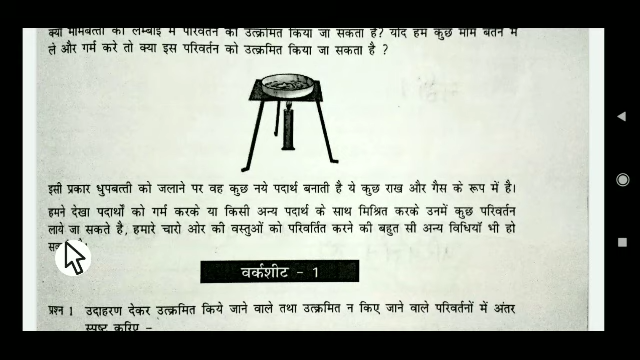 क्या मोमबत्ती की लम्बाई में परिवर्तन को उत्क्रमित किया जा सकता है? यदि हम कुछ मोम बर्तन में
ले और गर्म करे तो क्या इस परिवर्तन को उत्क्रमित किया जा सकता है ?
इसी प्रकार धुपबत्ती को जलाने पर वह कुछ नये पदार्थ बनाती है ये कुछ राख और गैस के रूप में है।
हमने देखा पदार्थों को गर्म करके या किसी अन्य पदार्थ के साथ मिश्रित करके उनमें कुछ परिवर्तन
लाये जा सकते है, हमारे चारो ओर की वस्तुओं को परिवर्तित करने की बहुत सी अन्य विधियाँ भी हो
वर्कशीट - 1
प्रश्न 1 उदाहरण देकर उत्क्रमित किये जाने वाले तथा उत्क्रमित न किए जाने वाले परिवर्तनों में अंतर
स्पष्ट करिए -